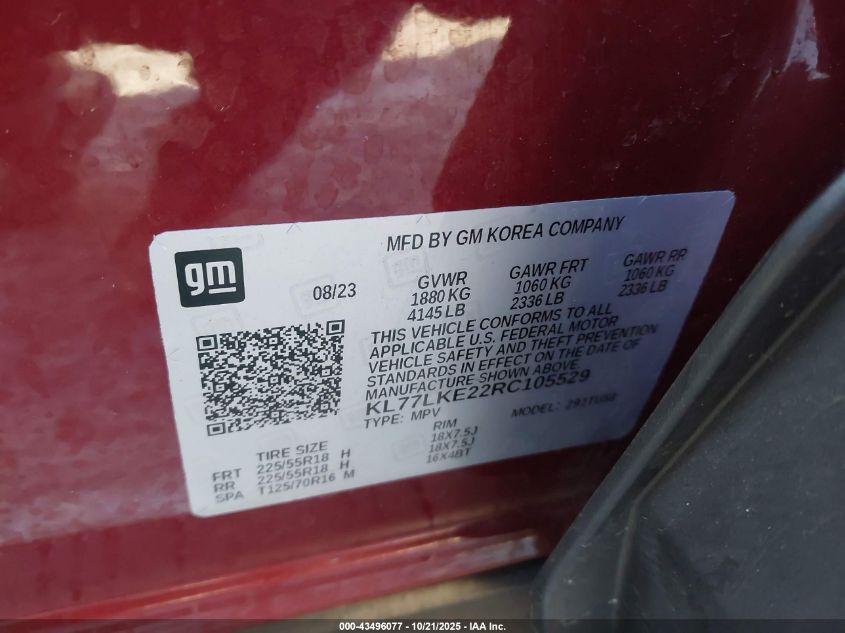 MFD BY GM KOREA COMPANY
gm
08/23
GVWR
1880 KG
4145 LB
GAWR FRT
1060 KG
2336 LB
GAWR RR
1060 KG
2336 LB
THIS VEHICLE CONFORMS TO ALL
APPLICABLE U.S. FEDERAL MOTOR
VEHICLE SAFETY AND THEFT PREVENTION
STANDARDS IN EFFECT ON THE DATE OF
MANUFACTURE SHOWN ABOVE.
KL77LKE22RC105529
TYPE: MPV MODEL:
TIRE SIZE RIM
FRT 225/55R18 H 18X7.5J
RR 225/55R18 H 18X7.5J
SPA T125/70R16 M 16X4BT
000-43496077 - 10/21/2025 - IAA Inc.